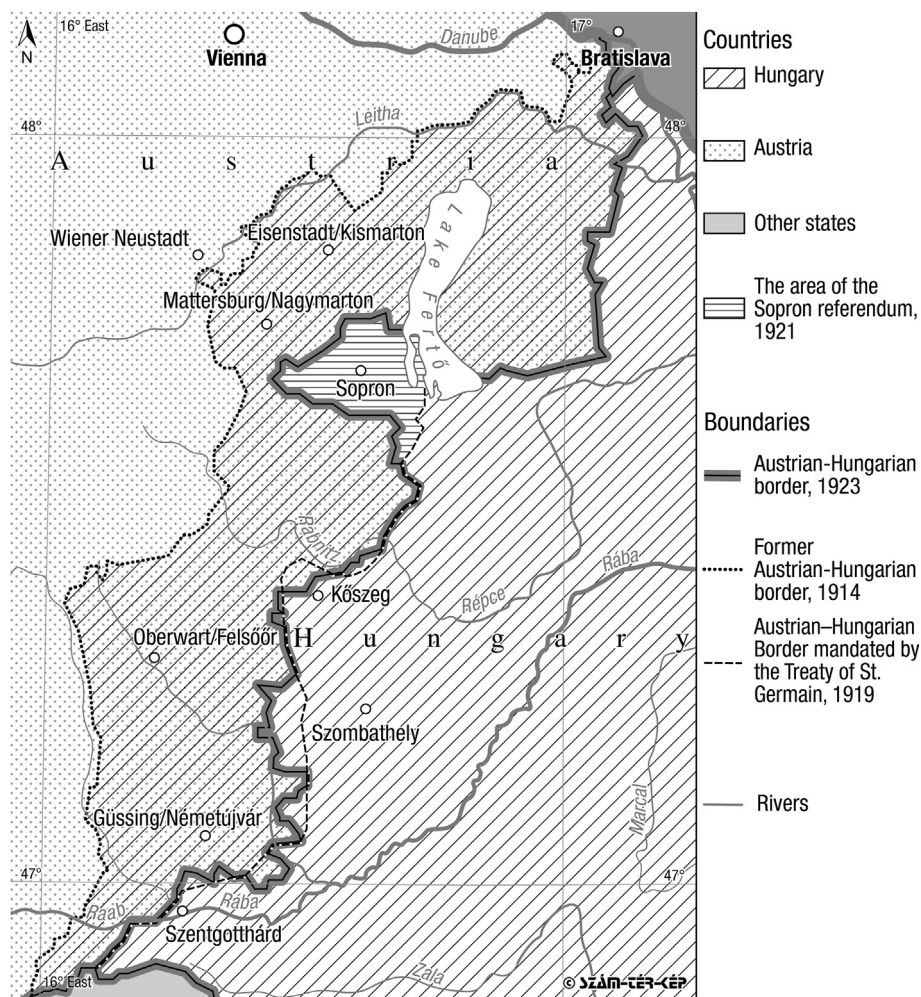 N
16° East
Vienna
Danube
17°
Bratislava
Leitha
48°
48°
Austria
Wiener Neustadt
Eisenstadt/Kismarton
Mattersburg/Nagymarton
Lake Fertő
Sopron
Rabnitz
Kőszeg
Répce
Rába
Oberwart/Felsőőr
Hungary
Szombathely
Marcal
Güssing/Németújvár
47°
47°
Raab
Rába
Szentgotthárd
Zala
16° East
© SZÁM-TÉR-KÉP
Countries
Hungary
Austria
Other states
The area of the
Sopron referendum,
1921
Boundaries
Austrian-Hungarian
border, 1923
Former
Austrian-Hungarian
border, 1914
Austrian–Hungarian
Border mandated by
the Treaty of St.
Germain, 1919
Rivers